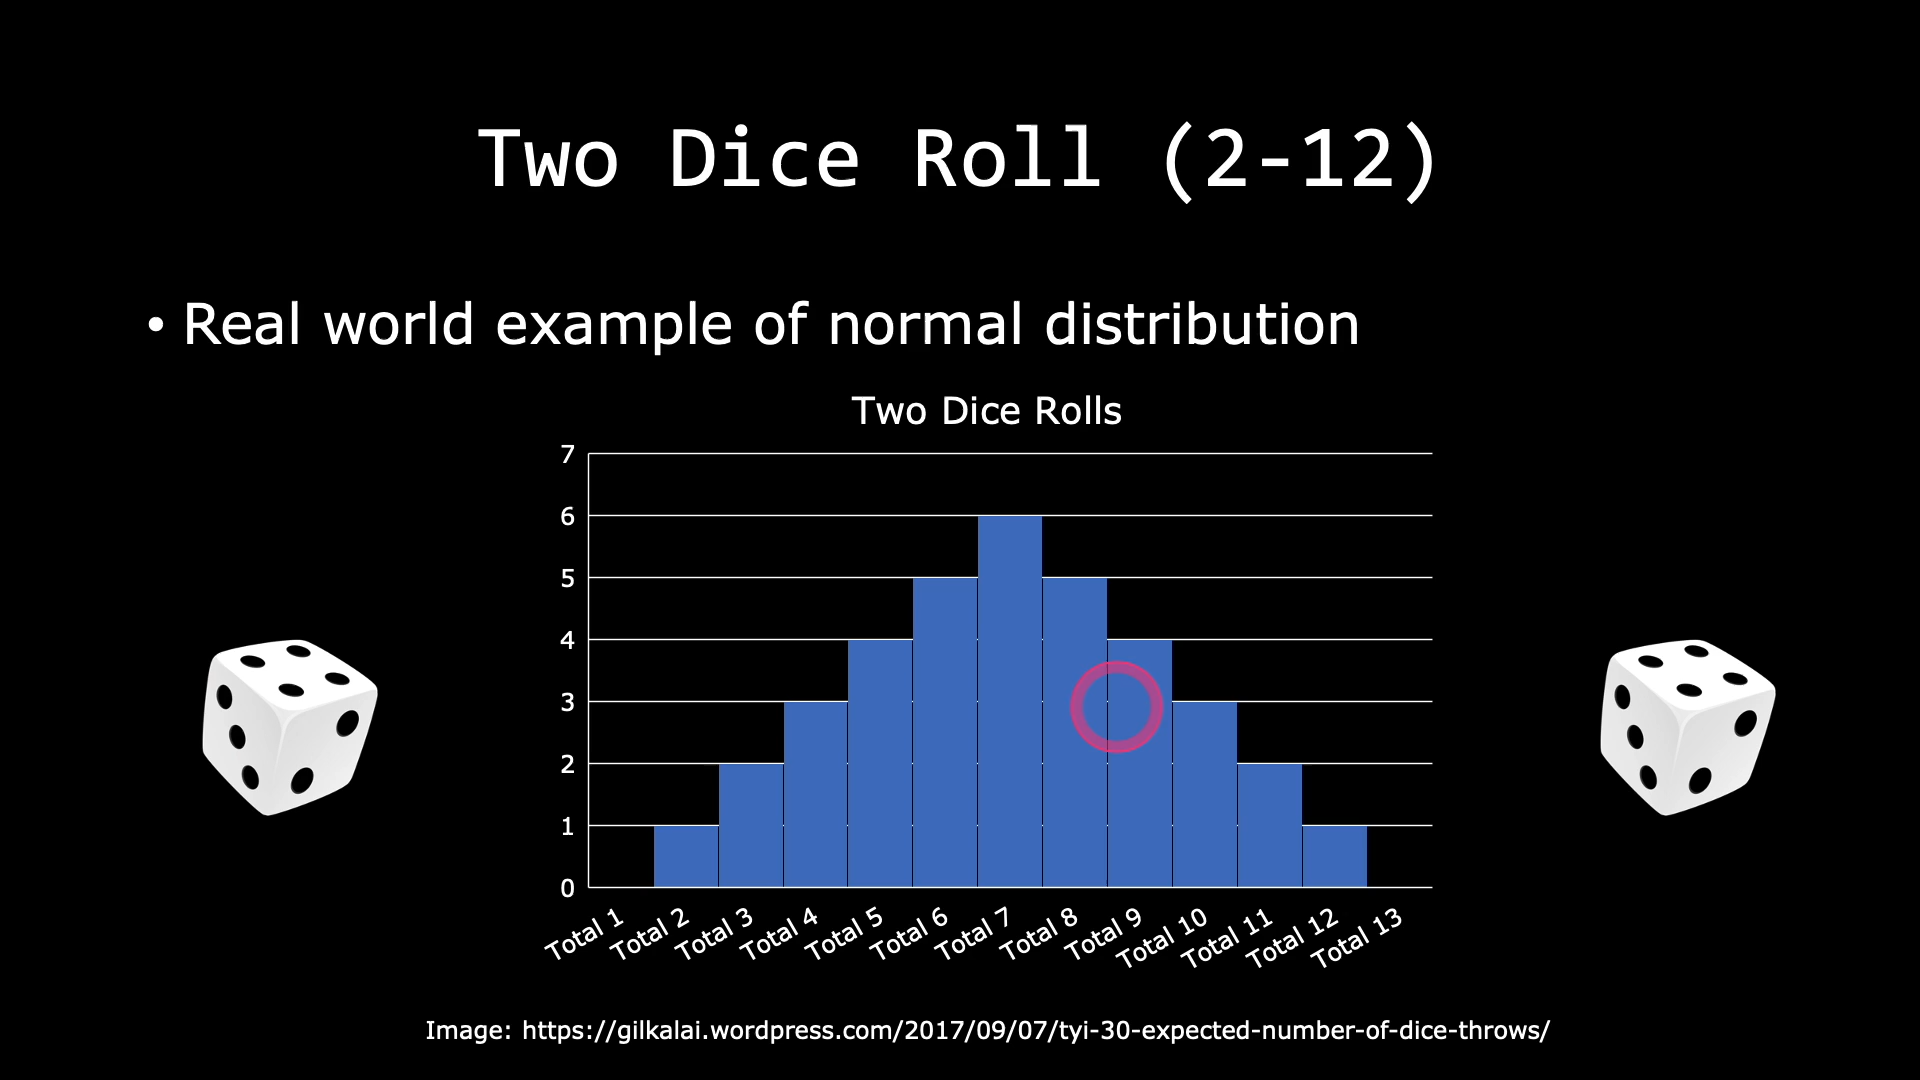 Two Dice Roll (2-12)
• Real world example of normal distribution
Two Dice Rolls
7
6
5
4
3
2
1
0
Total 1
Total 2
Total 3
Total 4
Total 5
Total 6
Total 7
Total 8
Total 9
Total 10
Total 11
Total 12
Total 13
Image: https://gilkalai.wordpress.com/2017/09/07/tyi-30-expected-number-of-dice-throws/